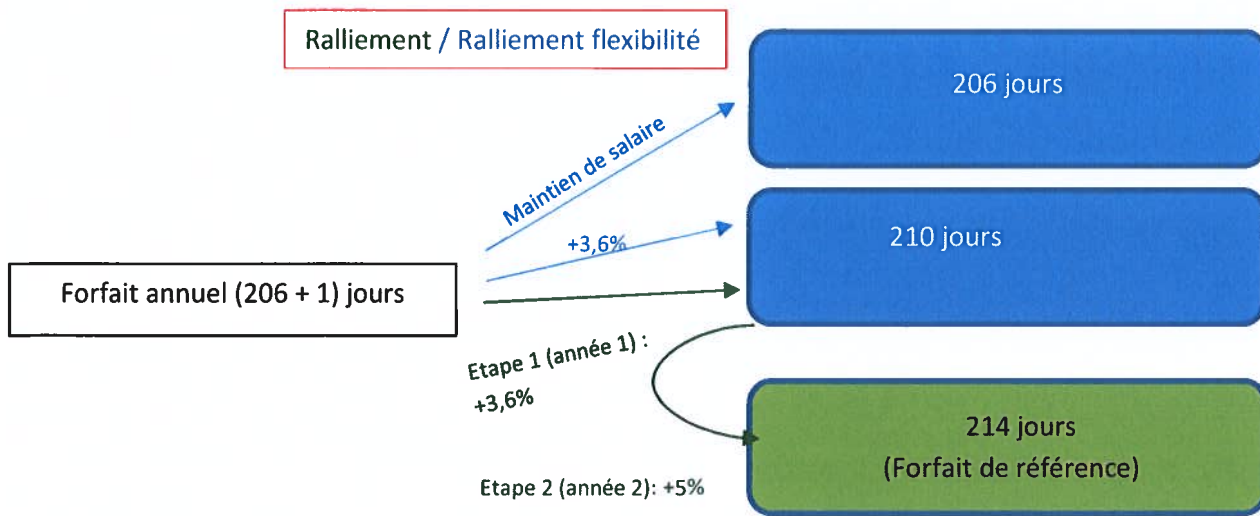 Ralliement / Ralliement flexibilité
206 jours
Maintien de salaire
+3,6%
210 jours
Forfait annuel (206 + 1) jours
Etape 1 (année 1) :
+3,6%
214 jours
(Forfait de référence)
Etape 2 (année 2): +5%